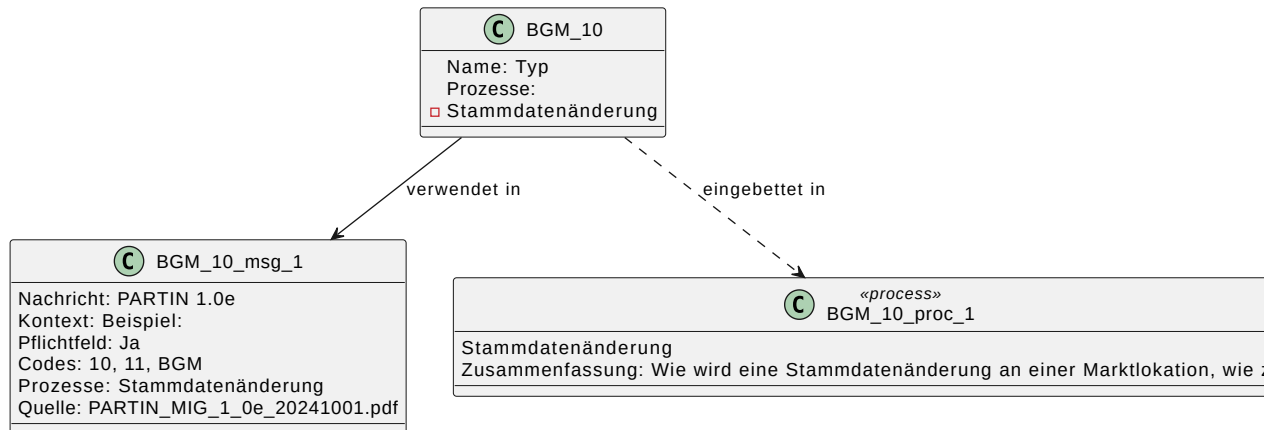 C BGM_10
Name: Typ
Prozesse:
Stammdatenänderung
verwendet in
eingebettet in
C BGM_10_msg_1
Nachricht: PARTIN 1.0e
Kontext: Beispiel:
Pflichtfeld: Ja
Codes: 10, 11, BGM
Prozesse: Stammdatenänderung
Quelle: PARTIN_MIG_1_0e_20241001.pdf
C «process»
BGM_10_proc_1
Stammdatenänderung
Zusammenfassung: Wie wird eine Stammdatenänderung an einer Marktlokation, wie